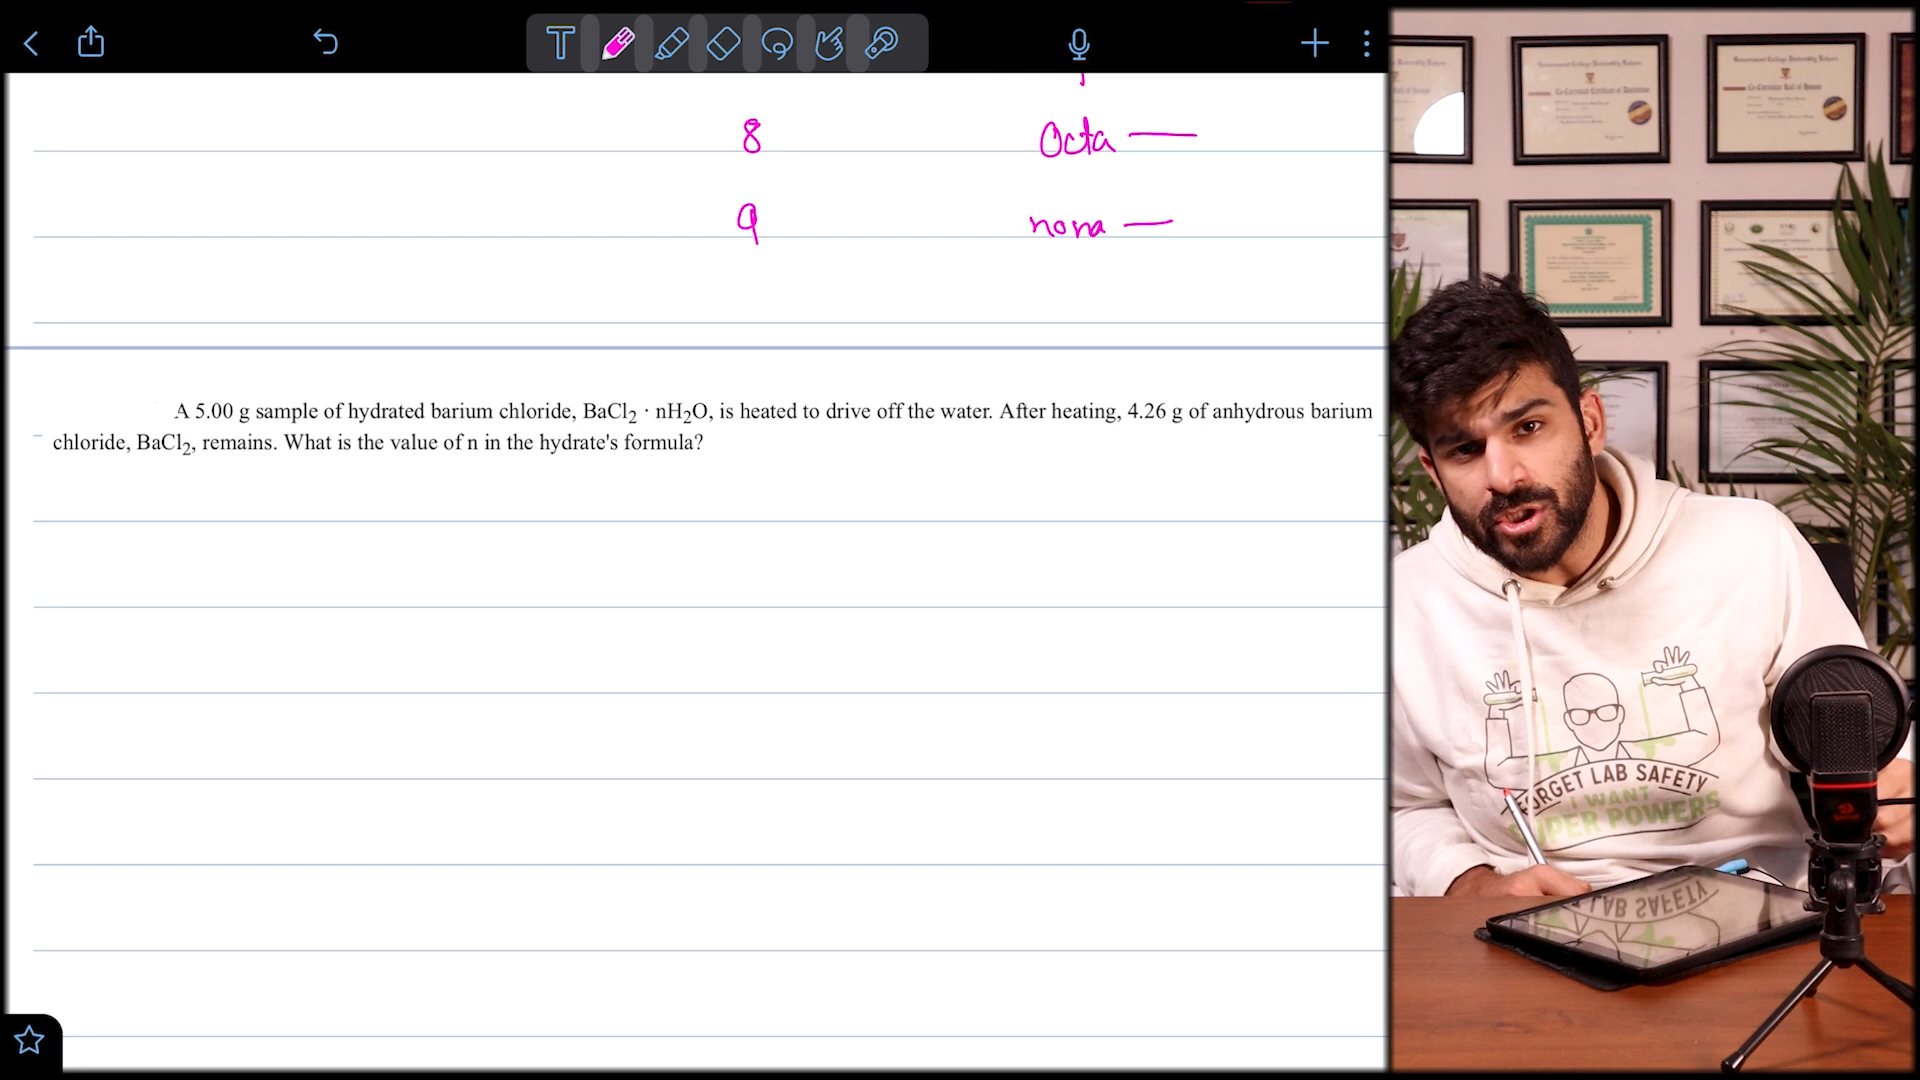 8 Octa —
9 nona —
A 5.00 g sample of hydrated barium chloride, BaCl₂ · nH₂O, is heated to drive off the water. After heating, 4.26 g of anhydrous barium
chloride, BaCl₂, remains. What is the value of n in the hydrate's formula?
FORGET LAB SAFETY
I WANT
SUPER POWERS